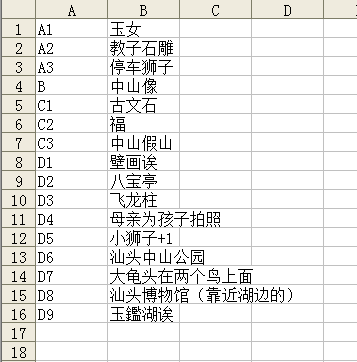 A B C D
1 A1 玉女
2 A2 教子石雕
3 A3 停车狮子
4 B 中山像
5 C1 古文石
6 C2 福
7 C3 中山假山
8 D1 壁画诶
9 D2 八宝亭
10 D3 飞龙柱
11 D4 母亲为孩子拍照
12 D5 小狮子+1
13 D6 汕头中山公园
14 D7 大龟头在两个鸟上面
15 D8 汕头博物馆（靠近湖边的）
16 D9 玉鑑湖诶
17
18